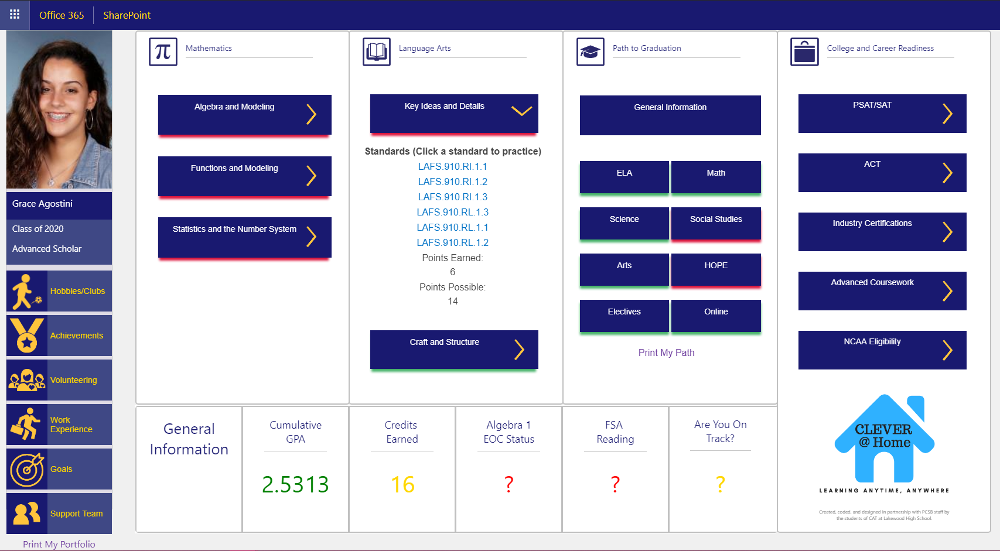 Office 365
SharePoint
Grace Agostini
Class of 2020
Advanced Scholar
Hobbies/Clubs
Achievements
Volunteering
Work
Experience
Goals
Support Team
Print My Portfolio
π
Mathematics
Algebra and Modeling
Functions and Modeling
Statistics and the Number System
Language Arts
Key Ideas and Details
Standards (Click a standard to practice)
LAFS.910.RI.1.1
LAFS.910.RI.1.2
LAFS.910.RI.1.3
LAFS.910.RL.1.3
LAFS.910.RL.1.1
LAFS.910.RL.1.2
Points Earned:
6
Points Possible:
14
Craft and Structure
Path to Graduation
General Information
ELA
Math
Science
Social Studies
Arts
HOPE
Electives
Online
Print My Path
College and Career Readiness
PSAT/SAT
ACT
Industry Certifications
Advanced Coursework
NCAA Eligibility
CLEVER
@ Home
LEARNING ANYTIME, ANYWHERE
Created, coded, and designed in partnership with PCSB staff by
the students of CAT at Lakewood High School.
General
Information
Cumulative
GPA
2.5313
Credits
Earned
16
Algebra 1
EOC Status
?
FSA
Reading
?
Are You On
Track?
?